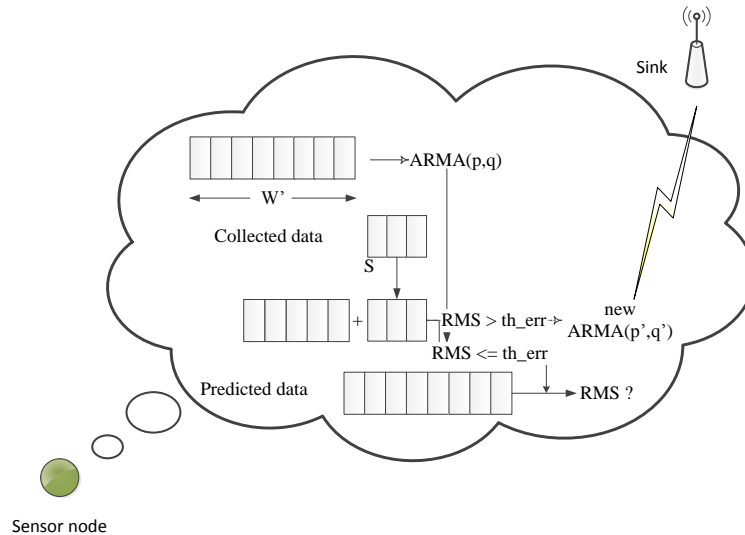 Sink
ARMA(p,q)
W’
Collected data
S
+
RMS > th_err
new
ARMA(p’,q’)
RMS <= th_err
Predicted data
RMS ?
Sensor node